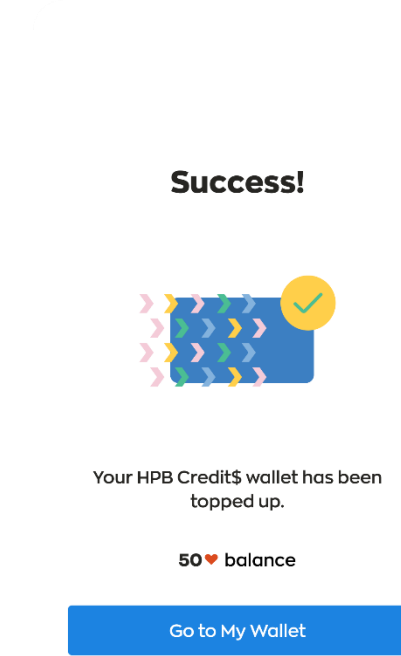 Success!
Your HPB Credit$ wallet has been
topped up.
50❤ balance
Go to My Wallet